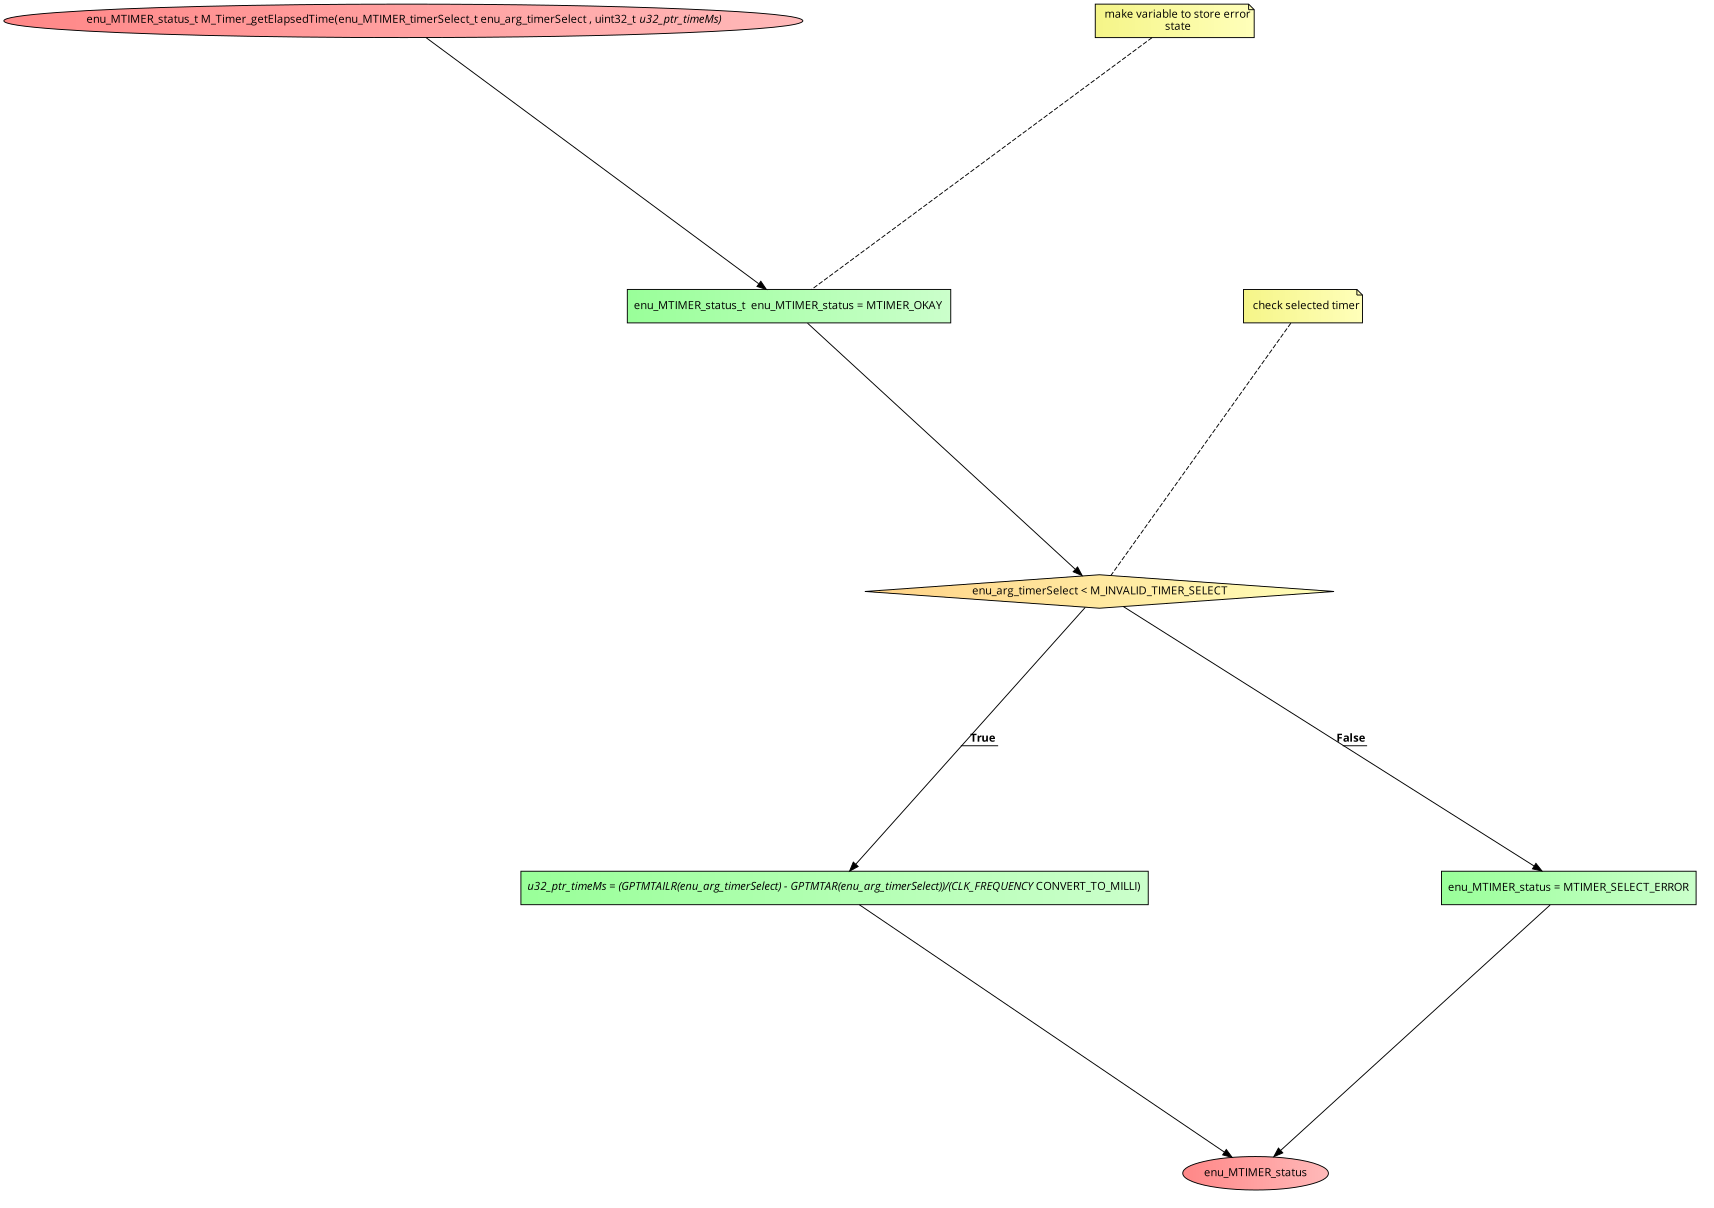 enu_MTIMER_status_t M_Timer_getElapsedTime(enu_MTIMER_timerSelect_t enu_arg_timerSelect , uint32_t u32_ptr_timeMs)
make variable to store error
state
enu_MTIMER_status_t  enu_MTIMER_status = MTIMER_OKAY
check selected timer
enu_arg_timerSelect < M_INVALID_TIMER_SELECT
True
False
u32_ptr_timeMs = (GPTMTAILR(enu_arg_timerSelect) - GPTMTAR(enu_arg_timerSelect))/(CLK_FREQUENCY CONVERT_TO_MILLI)
enu_MTIMER_status = MTIMER_SELECT_ERROR
enu_MTIMER_status